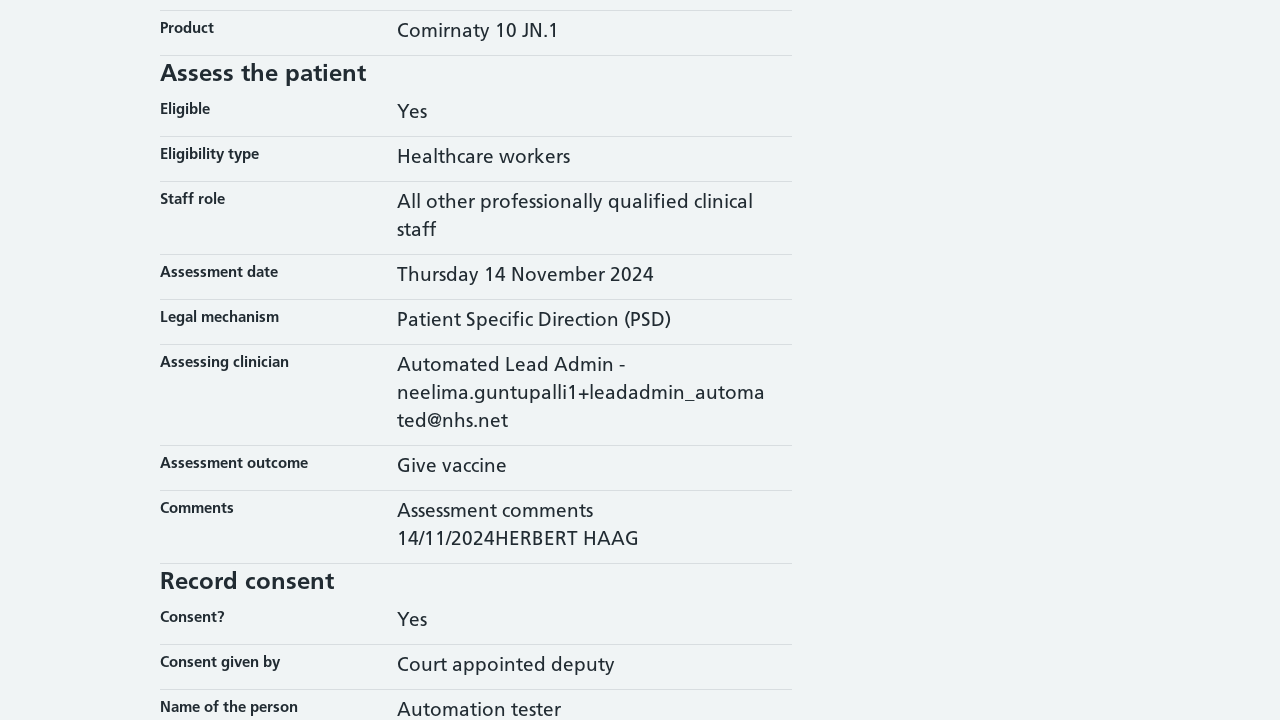 Product Comirnaty 10 JN.1
Assess the patient
Eligible Yes
Eligibility type Healthcare workers
Staff role All other professionally qualified clinical
staff
Assessment date Thursday 14 November 2024
Legal mechanism Patient Specific Direction (PSD)
Assessing clinician Automated Lead Admin -
neelima.guntupalli1+leadadmin_automa
ted@nhs.net
Assessment outcome Give vaccine
Comments Assessment comments
14/11/2024HERBERT HAAG
Record consent
Consent? Yes
Consent given by Court appointed deputy
Name of the person Automation tester